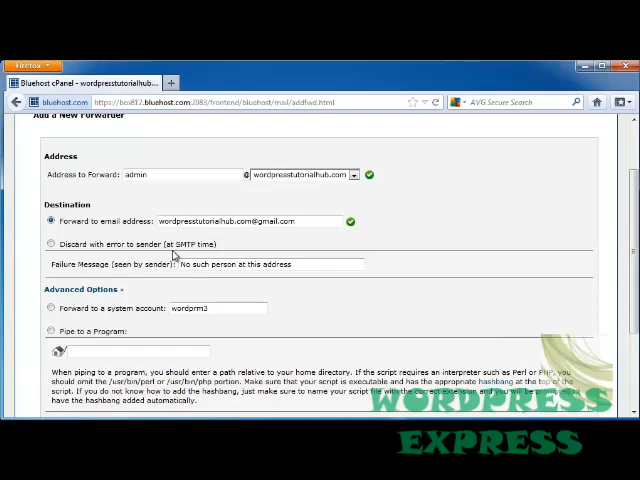 Firefox
Bluehost cPanel - wordpresstutorialhub...
bluehost.com
https://box812.bluehost.com:2083/frontend/bluehost/mail/addfwd.html
AVG Secure Search
Add a New Forwarder
Address
Address to Forward: admin @ wordpresstutorialhub.com
Destination
Forward to email address: wordpresstutorialhub.com@gmail.com
Discard with error to sender (at SMTP time)
Failure Message (seen by sender): No such person at this address
Advanced Options
Forward to a system account: wordprm3
Pipe to a Program:
/
When piping to a program, you should enter a path relative to your home directory. If the script requires an interpreter such as Perl or PHP, you
should omit the /usr/bin/perl or /usr/bin/php portion. Make sure that your script is executable and has the appropriate hashbang at the top of the
script. If you do not know how to add the hashbang, just make sure to name your script file with the correct extension and you will be to
have the hashbang added automatically.
WORDPRESS
EXPRESS